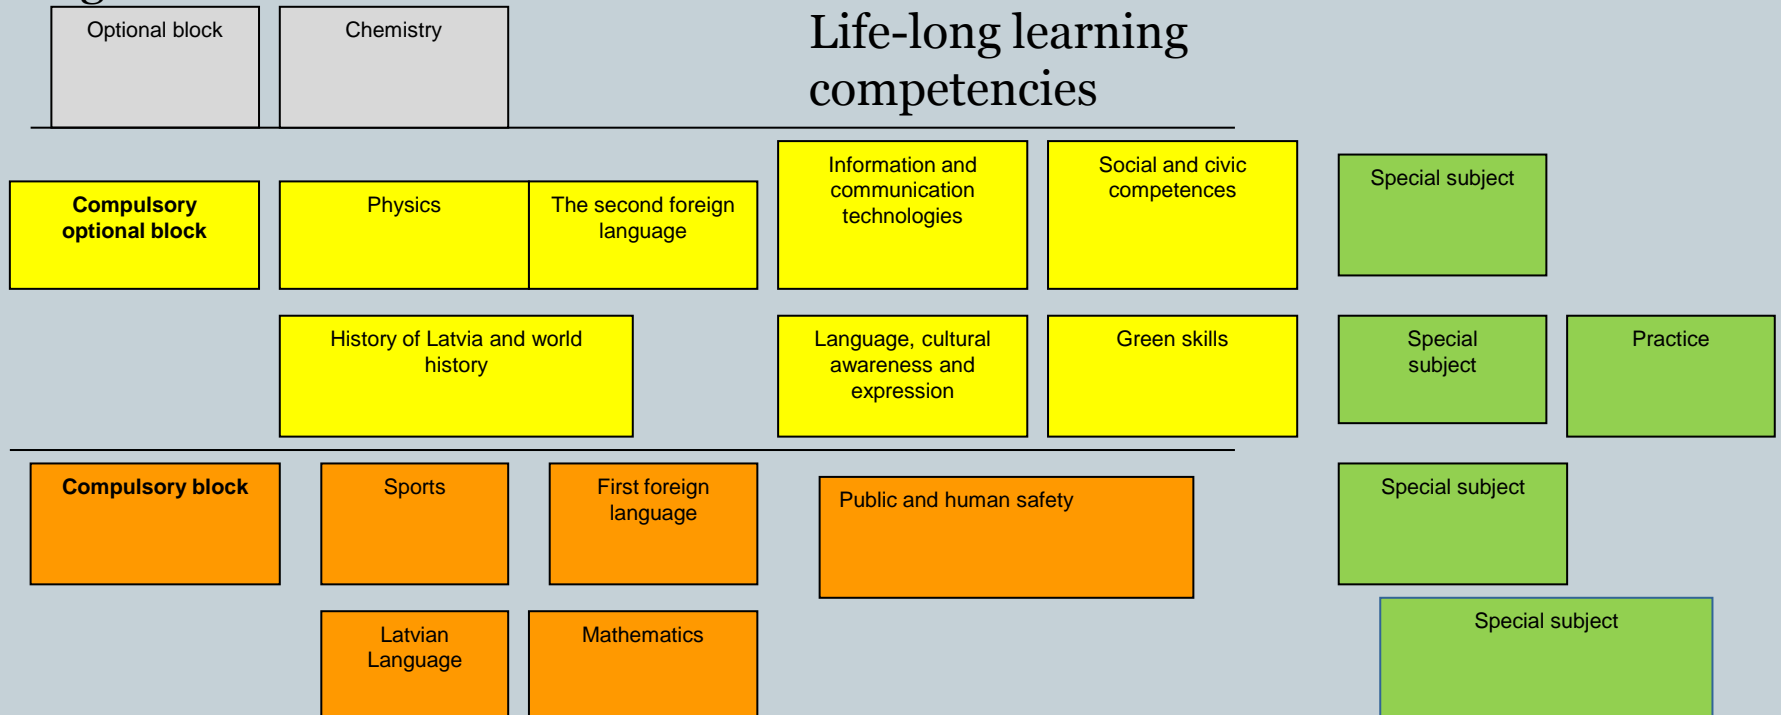 Optional block
Chemistry
Life-long learning
competencies
Compulsory
optional block
Physics
The second foreign
language
Information and
communication
technologies
Social and civic
competences
Special subject
History of Latvia and world
history
Language, cultural
awareness and
expression
Green skills
Special
subject
Practice
Compulsory block
Sports
First foreign
language
Public and human safety
Special subject
Latvian
Language
Mathematics
Special subject